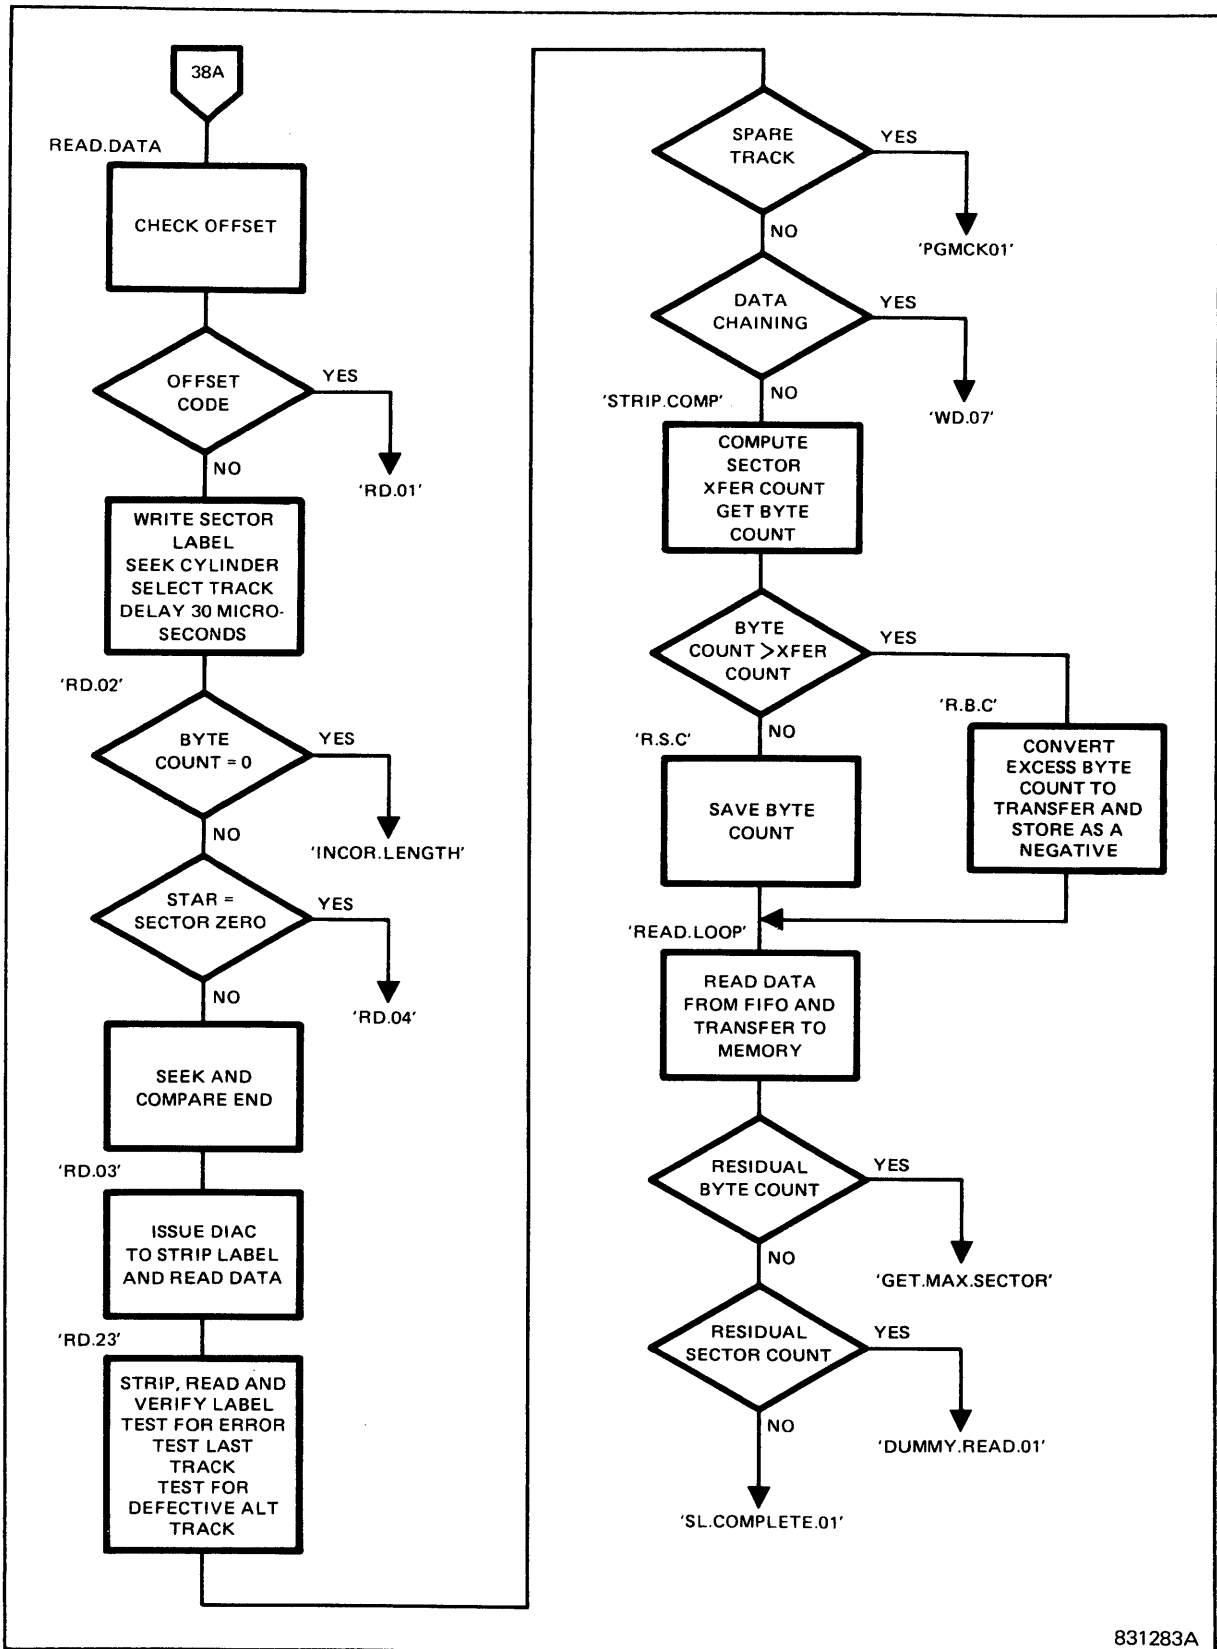 38A
READ.DATA
CHECK OFFSET
OFFSET
CODE
YES
'RD.01'
NO
WRITE SECTOR
LABEL
SEEK CYLINDER
SELECT TRACK
DELAY 30 MICRO-
SECONDS
'RD.02'
BYTE
COUNT = 0
YES
'INCOR.LENGTH'
NO
STAR =
SECTOR ZERO
YES
'RD.04'
NO
SEEK AND
COMPARE END
'RD.03'
ISSUE DIAC
TO STRIP LABEL
AND READ DATA
'RD.23'
STRIP, READ AND
VERIFY LABEL
TEST FOR ERROR
TEST LAST
TRACK
TEST FOR
DEFECTIVE ALT
TRACK
SPARE
TRACK
YES
'PGMCK01'
NO
DATA
CHAINING
YES
'WD.07'
NO
'STRIP.COMP'
COMPUTE
SECTOR
XFER COUNT
GET BYTE
COUNT
BYTE
COUNT >XFER
COUNT
YES
'R.B.C'
CONVERT
EXCESS BYTE
COUNT TO
TRANSFER AND
STORE AS A
NEGATIVE
NO
'R.S.C'
SAVE BYTE
COUNT
'READ.LOOP'
READ DATA
FROM FIFO AND
TRANSFER TO
MEMORY
RESIDUAL
BYTE COUNT
YES
'GET.MAX.SECTOR'
NO
RESIDUAL
SECTOR COUNT
YES
'DUMMY.READ.01'
NO
'SL.COMPLETE.01'
831283A